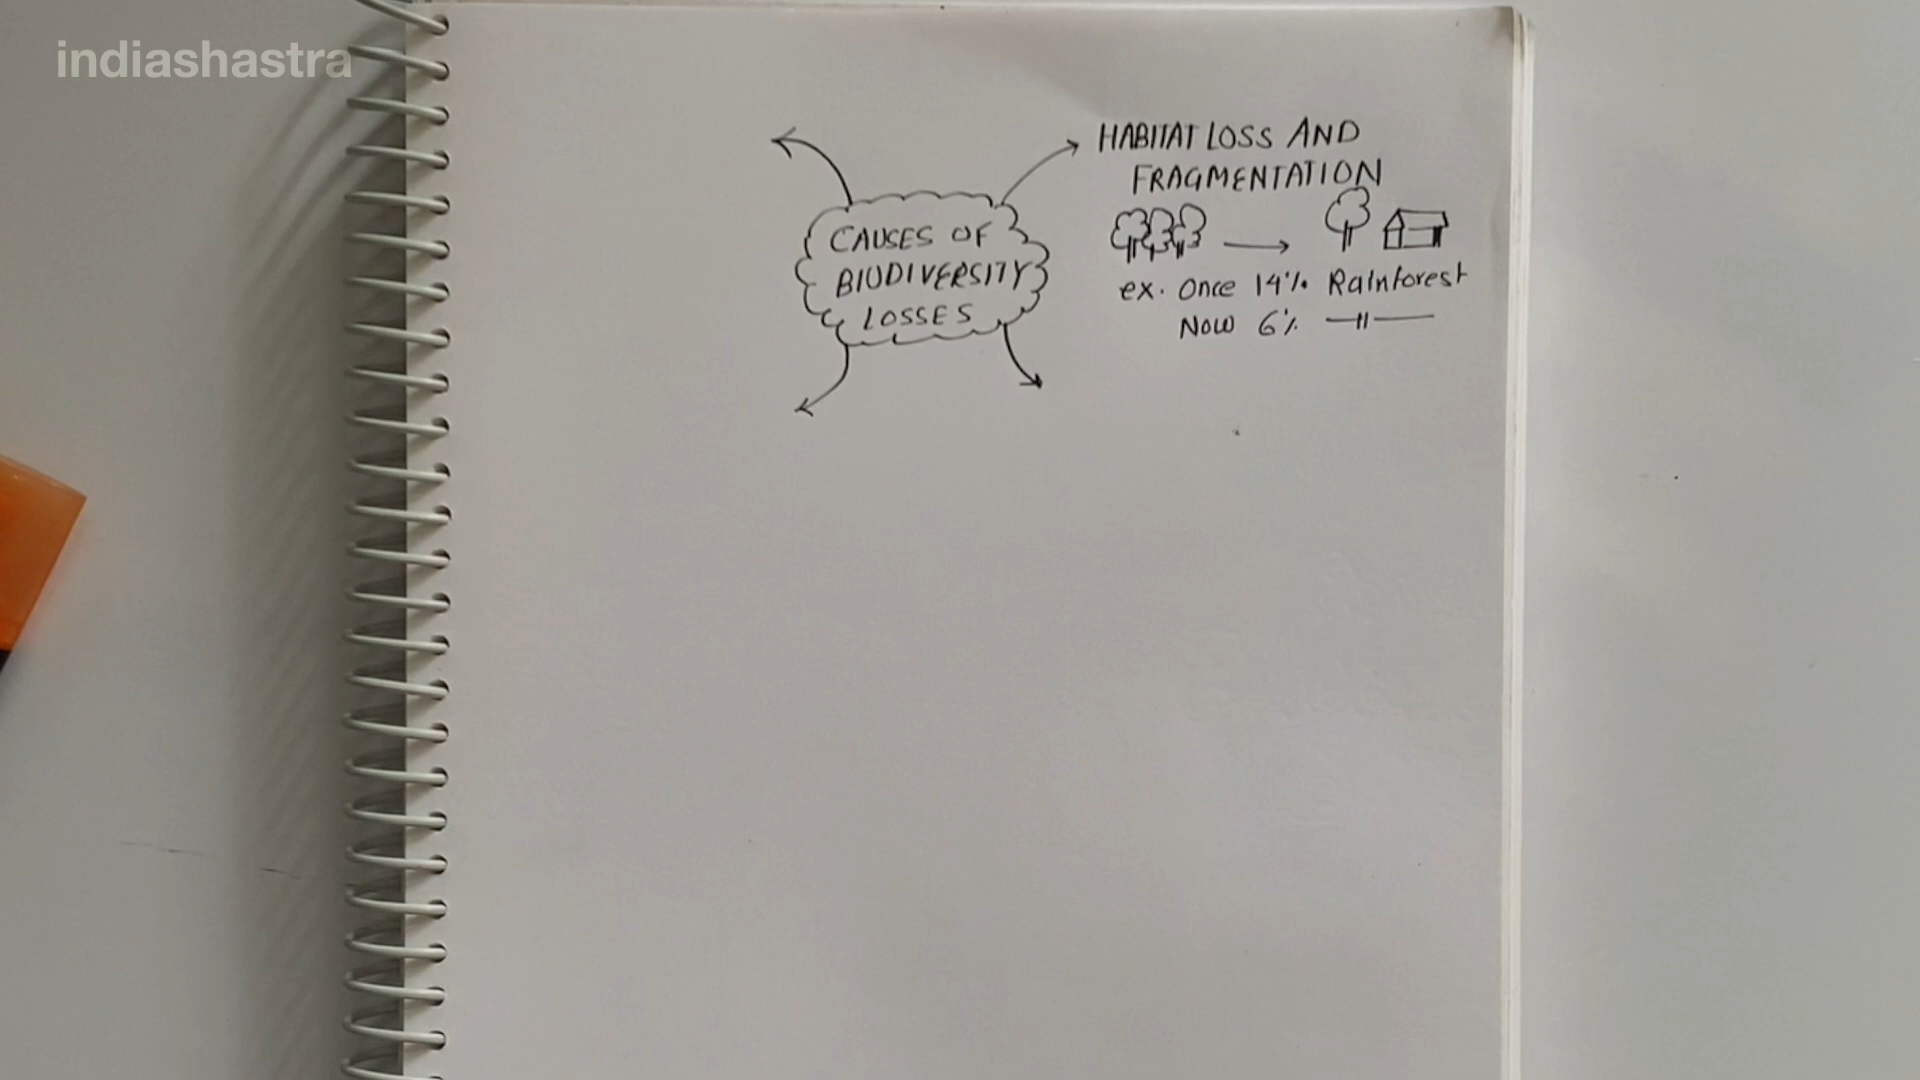 indiashastra
CAUSES OF
BIODIVERSITY
LOSSES
HABITAT LOSS AND
FRAGMENTATION
ex. Once 14% Rainforest
Now 6% —"—